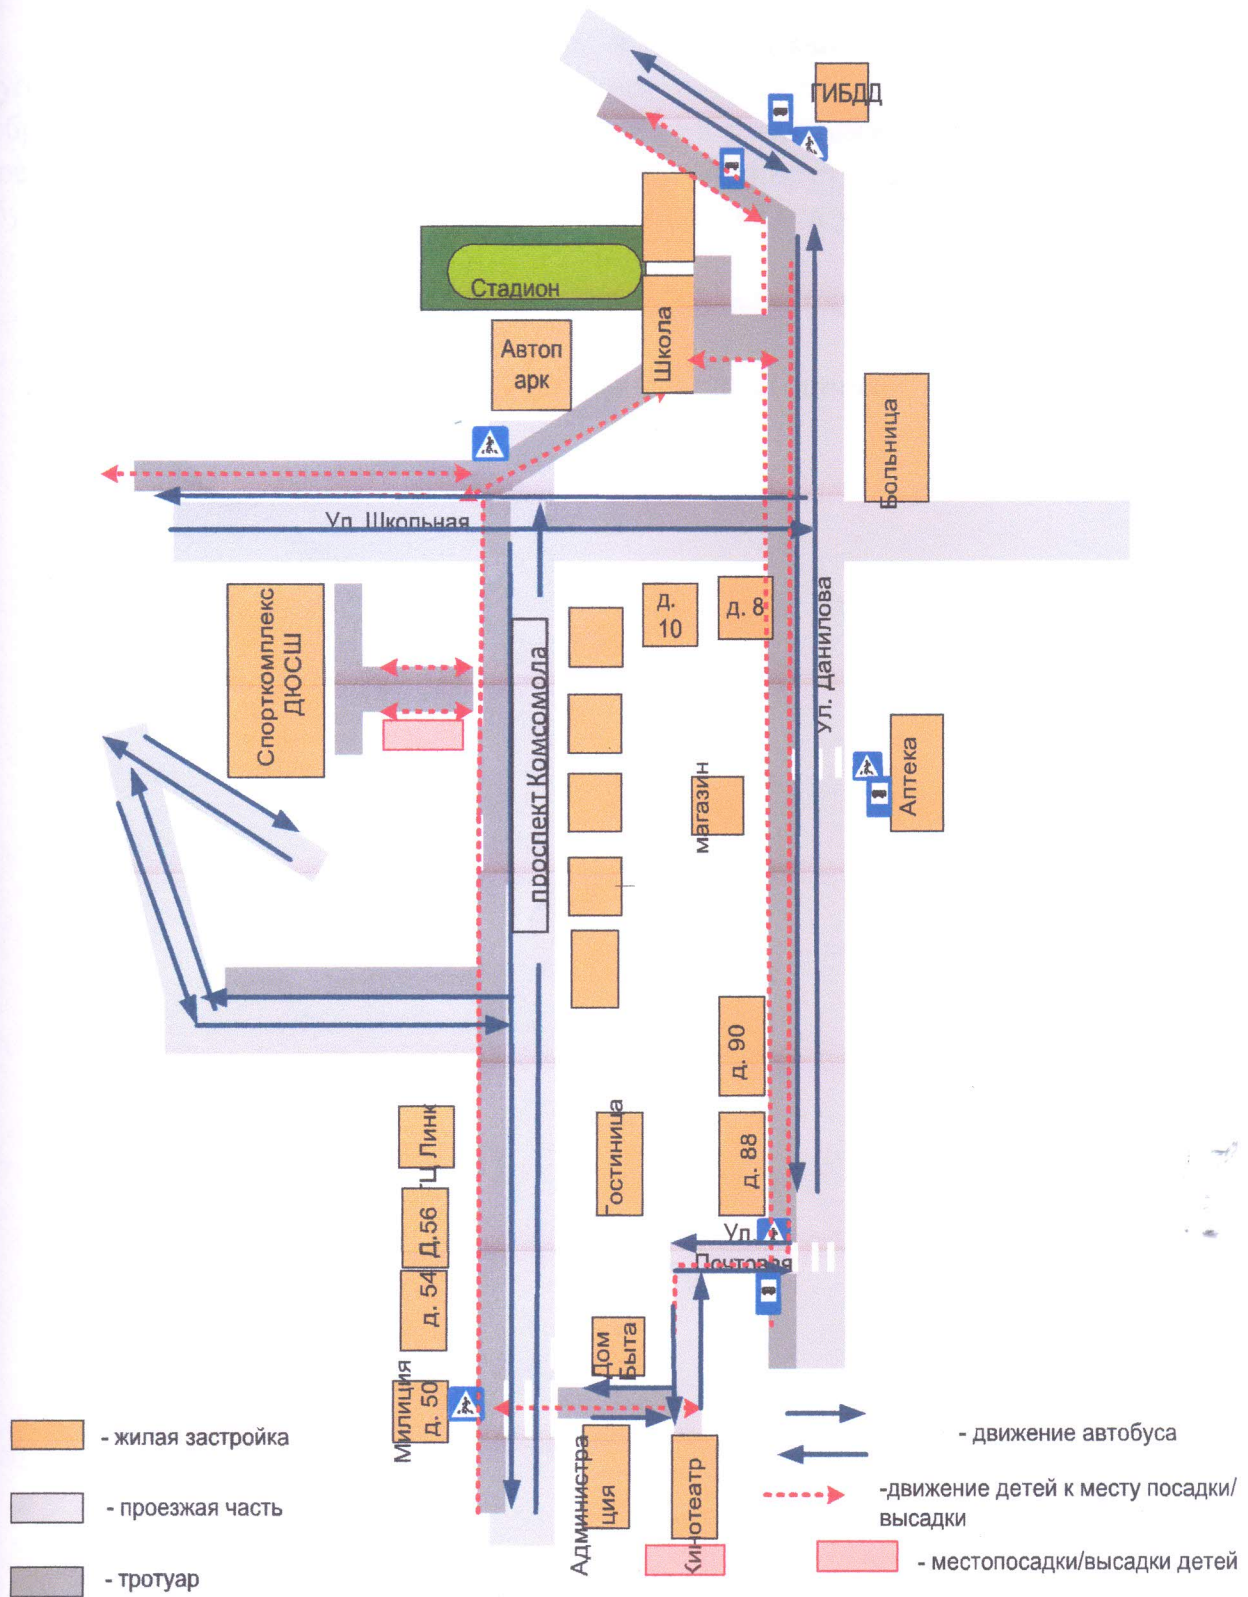 ГИБДД
Стадион
Школа
Автоп
арк
Больница
Ул. Школьная
Спорткомплекс
ДЮСШ
д.
10
д. 8
Ул. Данилова
проспект Комсомола
магазин
Аптека
д. 90
д. 88
Гостиница
ТЦ Линк
д.56
д. 54
Ул.
Почтовая
Дом
Быта
Милиция
д. 50
Администра
ция
Кинотеатр
- жилая застройка
- проезжая часть
- тротуар
- движение автобуса
-движение детей к месту посадки/
высадки
- местопосадки/высадки детей